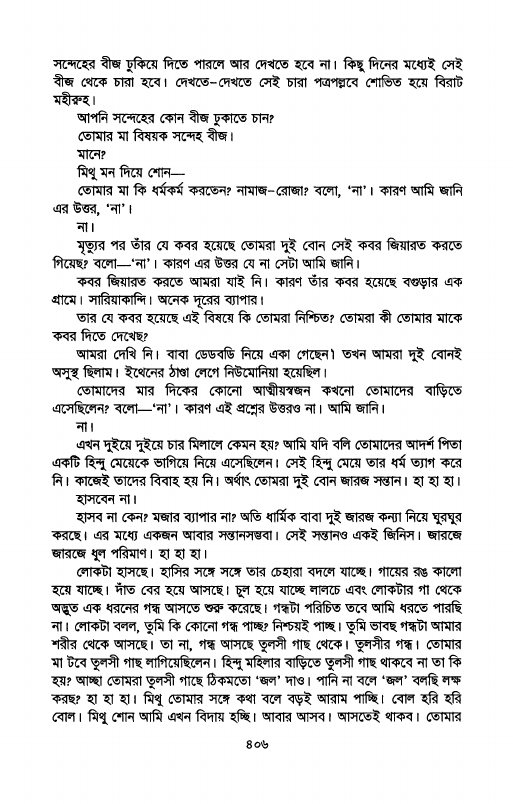 সন্দেহের বীজ ঢুকিয়ে দিতে পারলে আর দেখতে হবে না। কিছু দিনের মধ্যেই সেই
বীজ থেকে চারা হবে। দেখতে-দেখতে সেই চারা পত্রপল্লবে শোভিত হয়ে বিরাট
মহীরুহ।
আপনি সন্দেহের কোন বীজ ঢুকাতে চান?
তোমার মা বিষয়ক সন্দেহ বীজ।
মানে?
মিথু মন দিয়ে শোন—
তোমার মা কি ধর্মকর্ম করতেন? নামাজ-রোজা? বলো, ‘না’। কারণ আমি জানি
এর উত্তর, ‘না’।
না।
মৃত্যুর পর তাঁর যে কবর হয়েছে তোমরা দুই বোন সেই কবর জিয়ারত করতে
গিয়েছ? বলো—‘না’। কারণ এর উত্তর যে না সেটা আমি জানি।
কবর জিয়ারত করতে আমরা যাই নি। কারণ তাঁর কবর হয়েছে বগুড়ার এক
গ্রামে। সারিয়াকান্দি। অনেক দূরের ব্যাপার।
তার যে কবর হয়েছে এই বিষয়ে কি তোমরা নিশ্চিত? তোমরা কী তোমার মাকে
কবর দিতে দেখেছ?
আমরা দেখি নি। বাবা ডেডবডি নিয়ে একা গেছেন। তখন আমরা দুই বোনই
অসুস্থ ছিলাম। ইথেনের ঠাণ্ডা লেগে নিউমোনিয়া হয়েছিল।
তোমাদের মার দিকের কোনো আত্মীয়স্বজন কখনো তোমাদের বাড়িতে
এসেছিলেন? বলো—‘না’। কারণ এই প্রশ্নের উত্তরও না। আমি জানি।
না।
এখন দুইয়ে দুইয়ে চার মিলালে কেমন হয়? আমি যদি বলি তোমাদের আদর্শ পিতা
একটি হিন্দু মেয়েকে ভাগিয়ে নিয়ে এসেছিলেন। সেই হিন্দু মেয়ে তার ধর্ম ত্যাগ করে
নি। কাজেই তাদের বিবাহ হয় নি। অর্থাৎ তোমরা দুই বোন জারজ সন্তান। হা হা হা।
হাসবেন না।
হাসব না কেন? মজার ব্যাপার না? অতি ধার্মিক বাবা দুই জারজ কন্যা নিয়ে ঘুরঘুর
করছে। এর মধ্যে একজন আবার সন্তানসম্ভবা। সেই সন্তানও একই জিনিস। জারজে
জারজে ধুল পরিমাণ। হা হা হা।
লোকটা হাসছে। হাসির সঙ্গে সঙ্গে তার চেহারা বদলে যাচ্ছে। গায়ের রঙ কালো
হয়ে যাচ্ছে। দাঁত বের হয়ে আসছে। চুল হয়ে যাচ্ছে লালচে এবং লোকটার গা থেকে
অদ্ভুত এক ধরনের গন্ধ আসতে শুরু করেছে। গন্ধটা পরিচিত তবে আমি ধরতে পারছি
না। লোকটা বলল, তুমি কি কোনো গন্ধ পাচ্ছ? নিশ্চয়ই পাচ্ছ। তুমি ভাবছ গন্ধটা আমার
শরীর থেকে আসছে। তা না, গন্ধ আসছে তুলসী গাছ থেকে। তুলসীর গন্ধ। তোমার
মা টবে তুলসী গাছ লাগিয়েছিলেন। হিন্দু মহিলার বাড়িতে তুলসী গাছ থাকবে না তা কি
হয়? আচ্ছা তোমরা তুলসী গাছে ঠিকমতো ‘জল’ দাও। পানি না বলে ‘জল’ বলছি লক্ষ
করছ? হা হা হা। মিথু তোমার সঙ্গে কথা বলে বড়ই আরাম পাচ্ছি। বোল হরি হরি
বোল। মিথু শোন আমি এখন বিদায় হচ্ছি। আবার আসব। আসতেই থাকব। তোমার
৪০৬